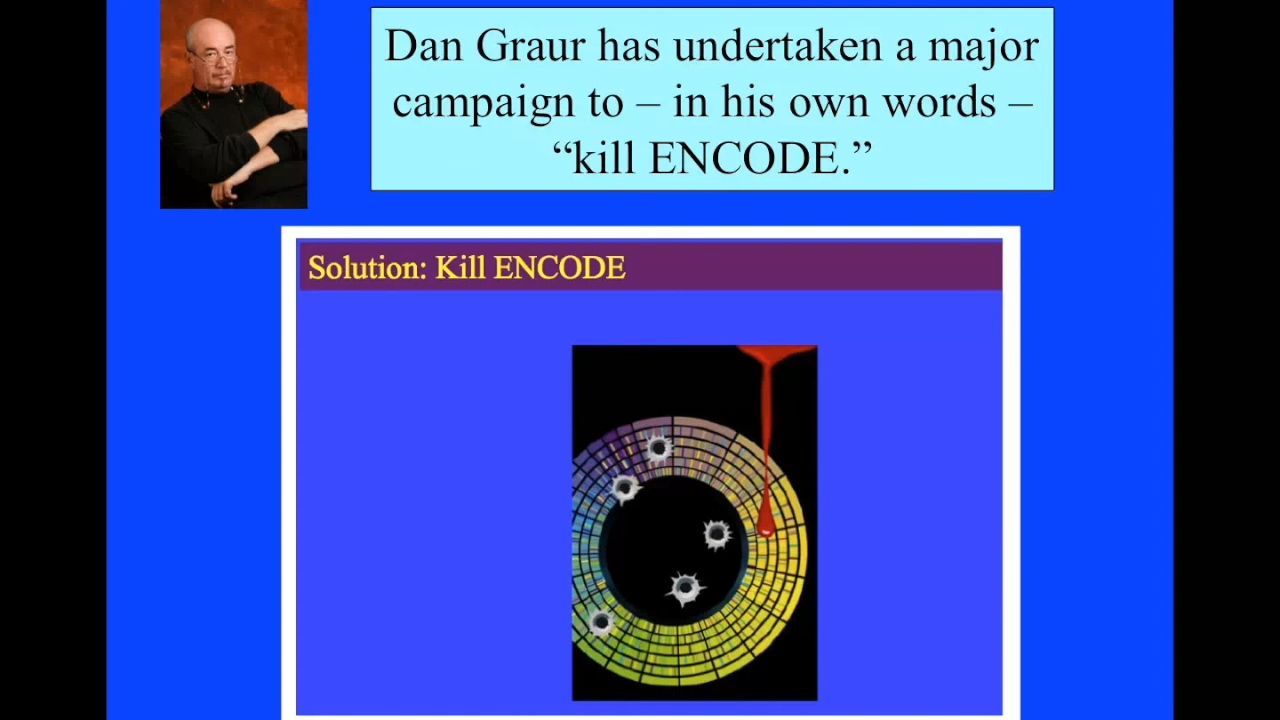 Dan Graur has undertaken a major
campaign to – in his own words –
“kill ENCODE.”
Solution: Kill ENCODE